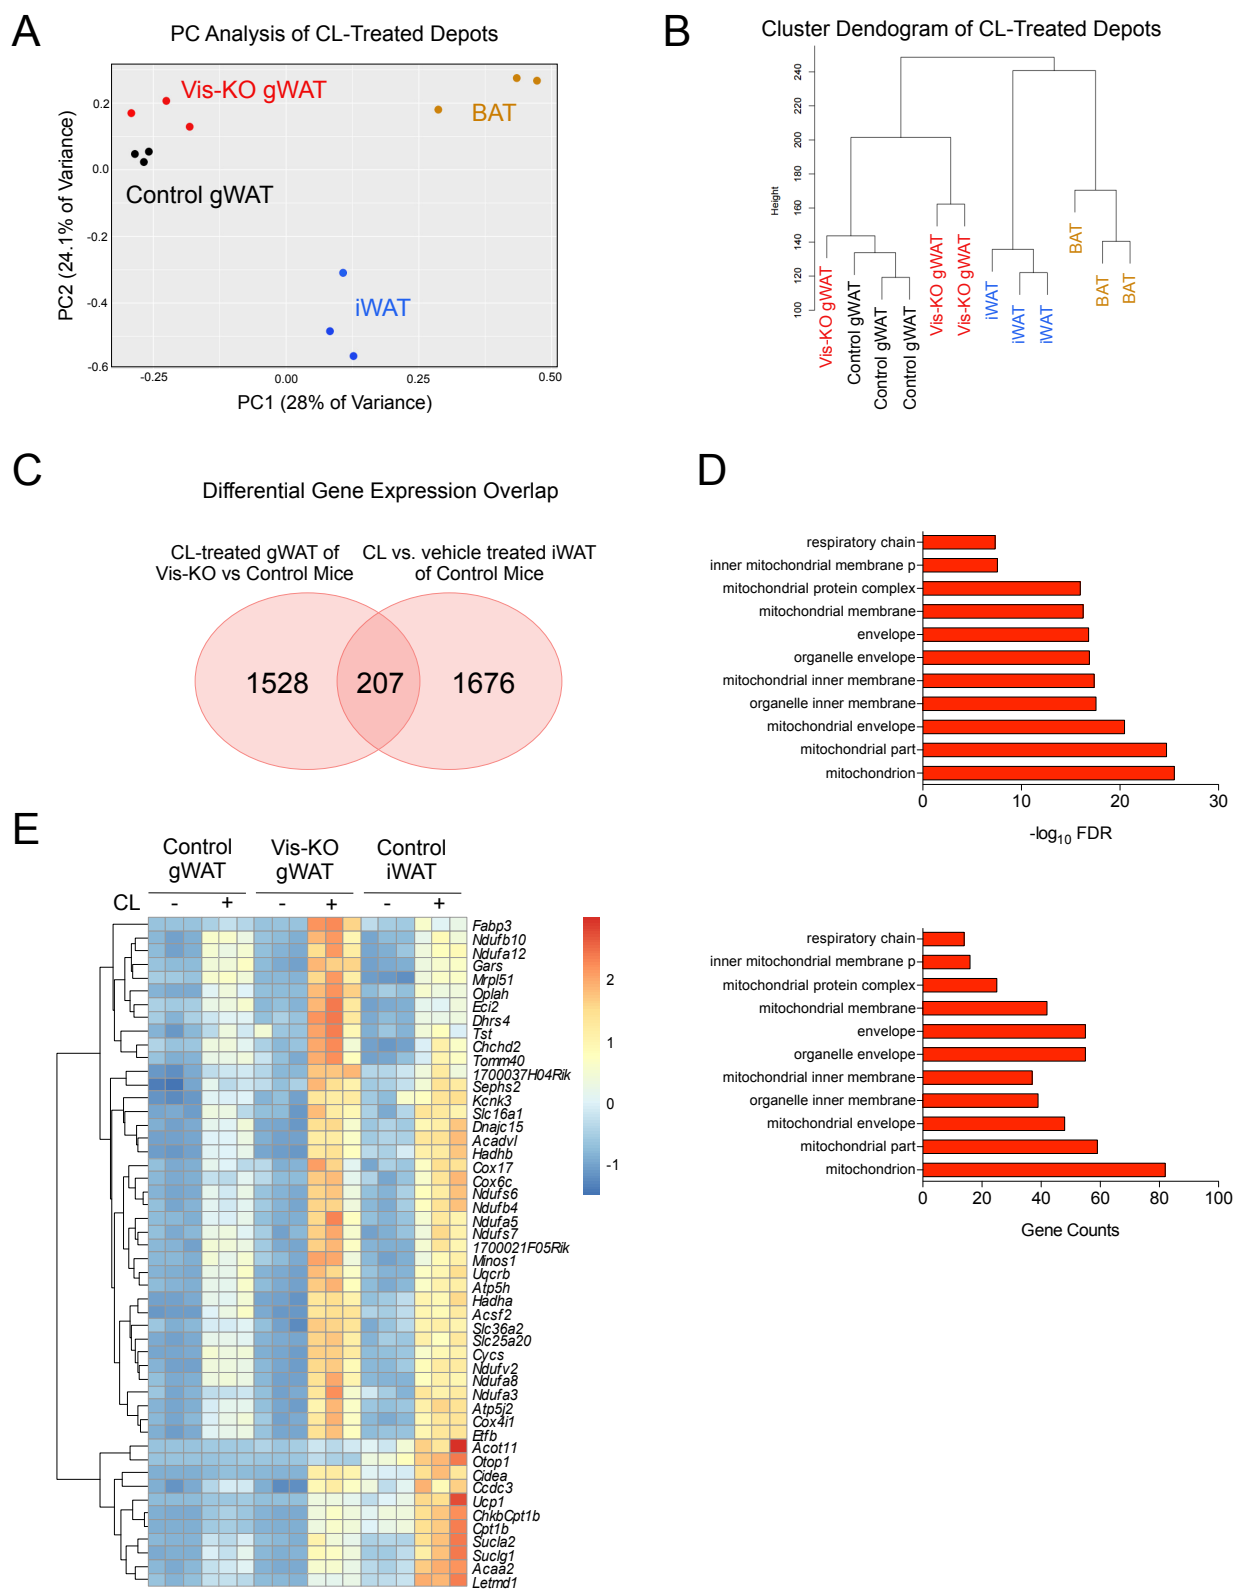 A
PC Analysis of CL-Treated Depots
Vis-KO gWAT
BAT
Control gWAT
iWAT
0.2
0.0
-0.2
-0.4
-0.6
PC2 (24.1% of Variance)
-0.25
0.00
0.25
0.50
PC1 (28% of Variance)
B
Cluster Dendogram of CL-Treated Depots
Height
240
220
200
180
160
140
120
100
Vis-KO gWAT
Control gWAT
Control gWAT
Control gWAT
Vis-KO gWAT
Vis-KO gWAT
iWAT
iWAT
iWAT
BAT
BAT
BAT
C
Differential Gene Expression Overlap
CL-treated gWAT of
Vis-KO vs Control Mice
CL vs. vehicle treated iWAT
of Control Mice
1528
207
1676
D
respiratory chain
inner mitochondrial membrane p
mitochondrial protein complex
mitochondrial membrane
envelope
organelle envelope
mitochondrial inner membrane
organelle inner membrane
mitochondrial envelope
mitochondrial part
mitochondrion
0 10 20 30
-log10 FDR
respiratory chain
inner mitochondrial membrane p
mitochondrial protein complex
mitochondrial membrane
envelope
organelle envelope
mitochondrial inner membrane
organelle inner membrane
mitochondrial envelope
mitochondrial part
mitochondrion
0 20 40 60 80 100
Gene Counts
E
Control
gWAT
Vis-KO
gWAT
Control
iWAT
CL - + - + - +
Fabp3
Ndufb10
Ndufa12
Gars
Mrpl51
Oplah
Eci2
Dhrs4
Tst
Chchd2
Tomm40
1700037H04Rik
Sephs2
Kcnk3
Slc16a1
Dnajc15
Acadvl
Hadhb
Cox17
Cox6c
Ndufs6
Ndufb4
Ndufa5
Ndufs7
1700021F05Rik
Minos1
Uqcrb
Atp5h
Hadha
Acsf2
Slc36a2
Slc25a20
Cycs
Ndufv2
Ndufa8
Ndufa3
Atp5j2
Cox4i1
Etfb
Acot11
Otop1
Cidea
Ccdc3
Ucp1
ChkbCpt1b
Cpt1b
Sucla2
Suclg1
Acaa2
Letmd1
2
1
0
-1